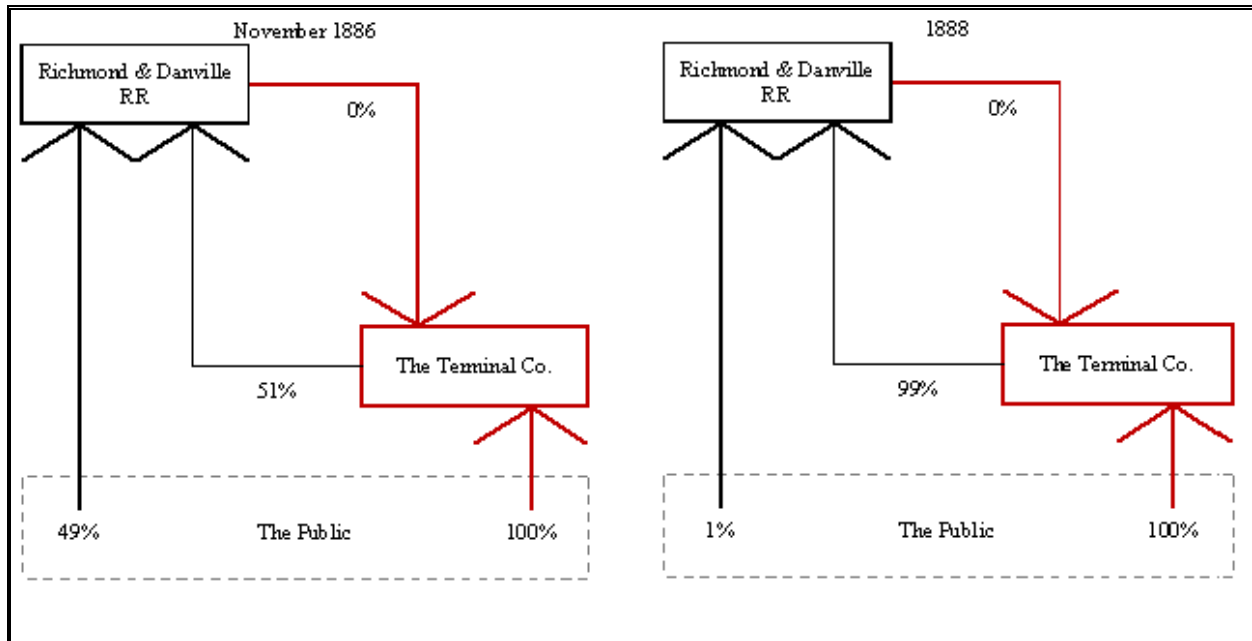 November 1886
Richmond & Danville
RR
0%
The Terminal Co.
51%
49%
The Public
100%
1888
Richmond & Danville
RR
0%
The Terminal Co.
99%
1%
The Public
100%